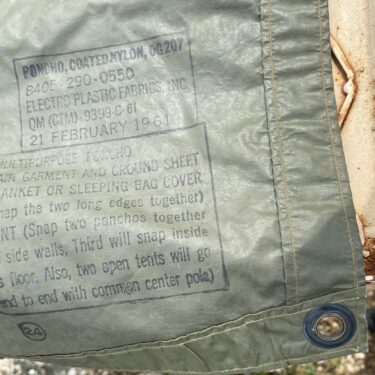 PONCHO, COATED NYLON, OG 207
8405-290-0550
ELECTRO PLASTIC FABRICS, INC.
QM (CTM)-9399-C-61
21 FEBRUARY 1961
MULTIPURPOSE PONCHO
AIN GARMENT AND GROUND SHEET
LANKET OR SLEEPING BAG COVER
nap the two long edges together)
NT (Snap two ponchos together
side walls, Third will snap inside
s floor. Also, two open tents will go
end to end with common center pola)
24